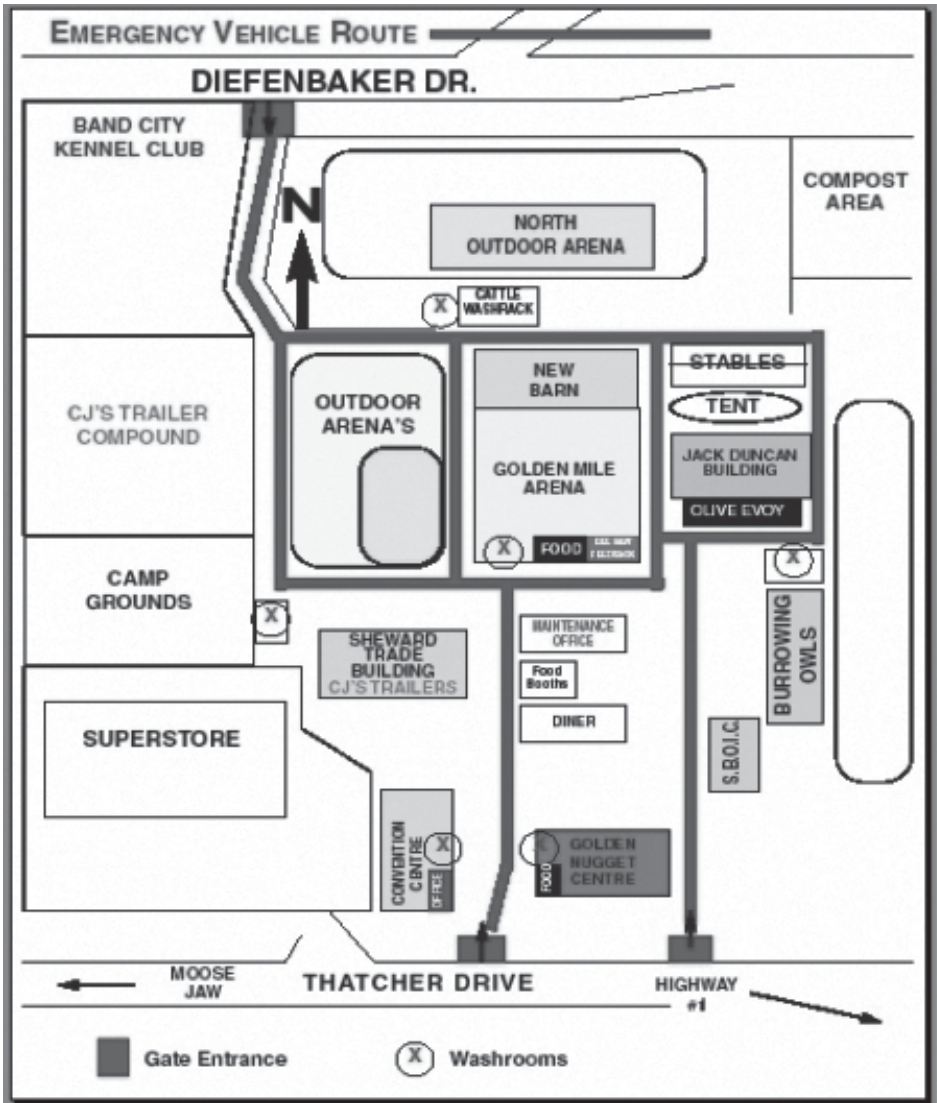 EMERGENCY VEHICLE ROUTE
DIEFENBAKER DR.
BAND CITY
KENNEL CLUB
N
COMPOST
AREA
NORTH
OUTDOOR ARENA
X
CATTLE
WASHRACK
CJ'S TRAILER
COMPOUND
OUTDOOR
ARENA'S
NEW
BARN
GOLDEN MILE
ARENA
X
FOOD
STABLES
TENT
JACK DUNCAN
BUILDING
OLIVE EVOY
X
CAMP
GROUNDS
X
SHEWARD
TRADE
BUILDING
CJ'S TRAILERS
MAINTENANCE
OFFICE
Food
Booths
DINER
BURROWING
OWLS
S.B.O.I.C.
SUPERSTORE
CONVENTION
CENTRE
X
OFFICE
X
FOOD
GOLDEN
NUGGET
CENTRE
MOOSE
JAW
THATCHER DRIVE
HIGHWAY
#1
Gate Entrance
X
Washrooms